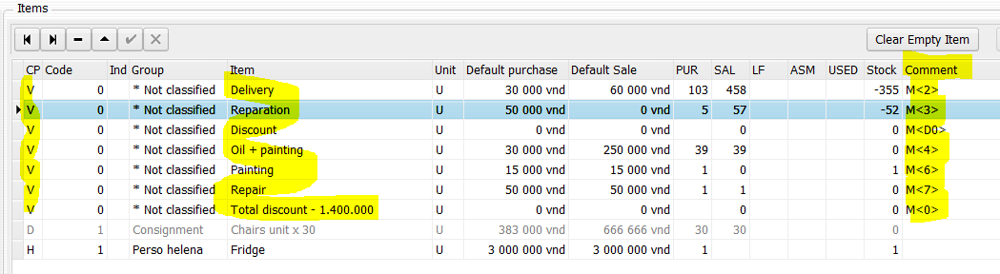 Items
Clear Empty Item
CP Code Ind Group Item Unit Default purchase Default Sale PUR SAL LF ASM USED Stock Comment
V 0 * Not classified Delivery U 30 000 vnd 60 000 vnd 103 458 -355 M<2>
V 0 * Not classified Reparation U 50 000 vnd 0 vnd 5 57 -52 M<3>
V 0 * Not classified Discount U 0 vnd 0 vnd 0 M<D0>
V 0 * Not classified Oil + painting U 30 000 vnd 250 000 vnd 39 39 0 M<4>
V 0 * Not classified Painting U 15 000 vnd 15 000 vnd 1 0 1 M<6>
V 0 * Not classified Repair U 50 000 vnd 50 000 vnd 1 1 0 M<7>
V 0 * Not classified Total discount - 1.400.000 U 0 vnd 0 vnd 0 M<0>
D 1 Consignment Chairs unit x 30 U 383 000 vnd 666 666 vnd 30 30 0
H 1 Perso helena Fridge U 3 000 000 vnd 3 000 000 vnd 1 1